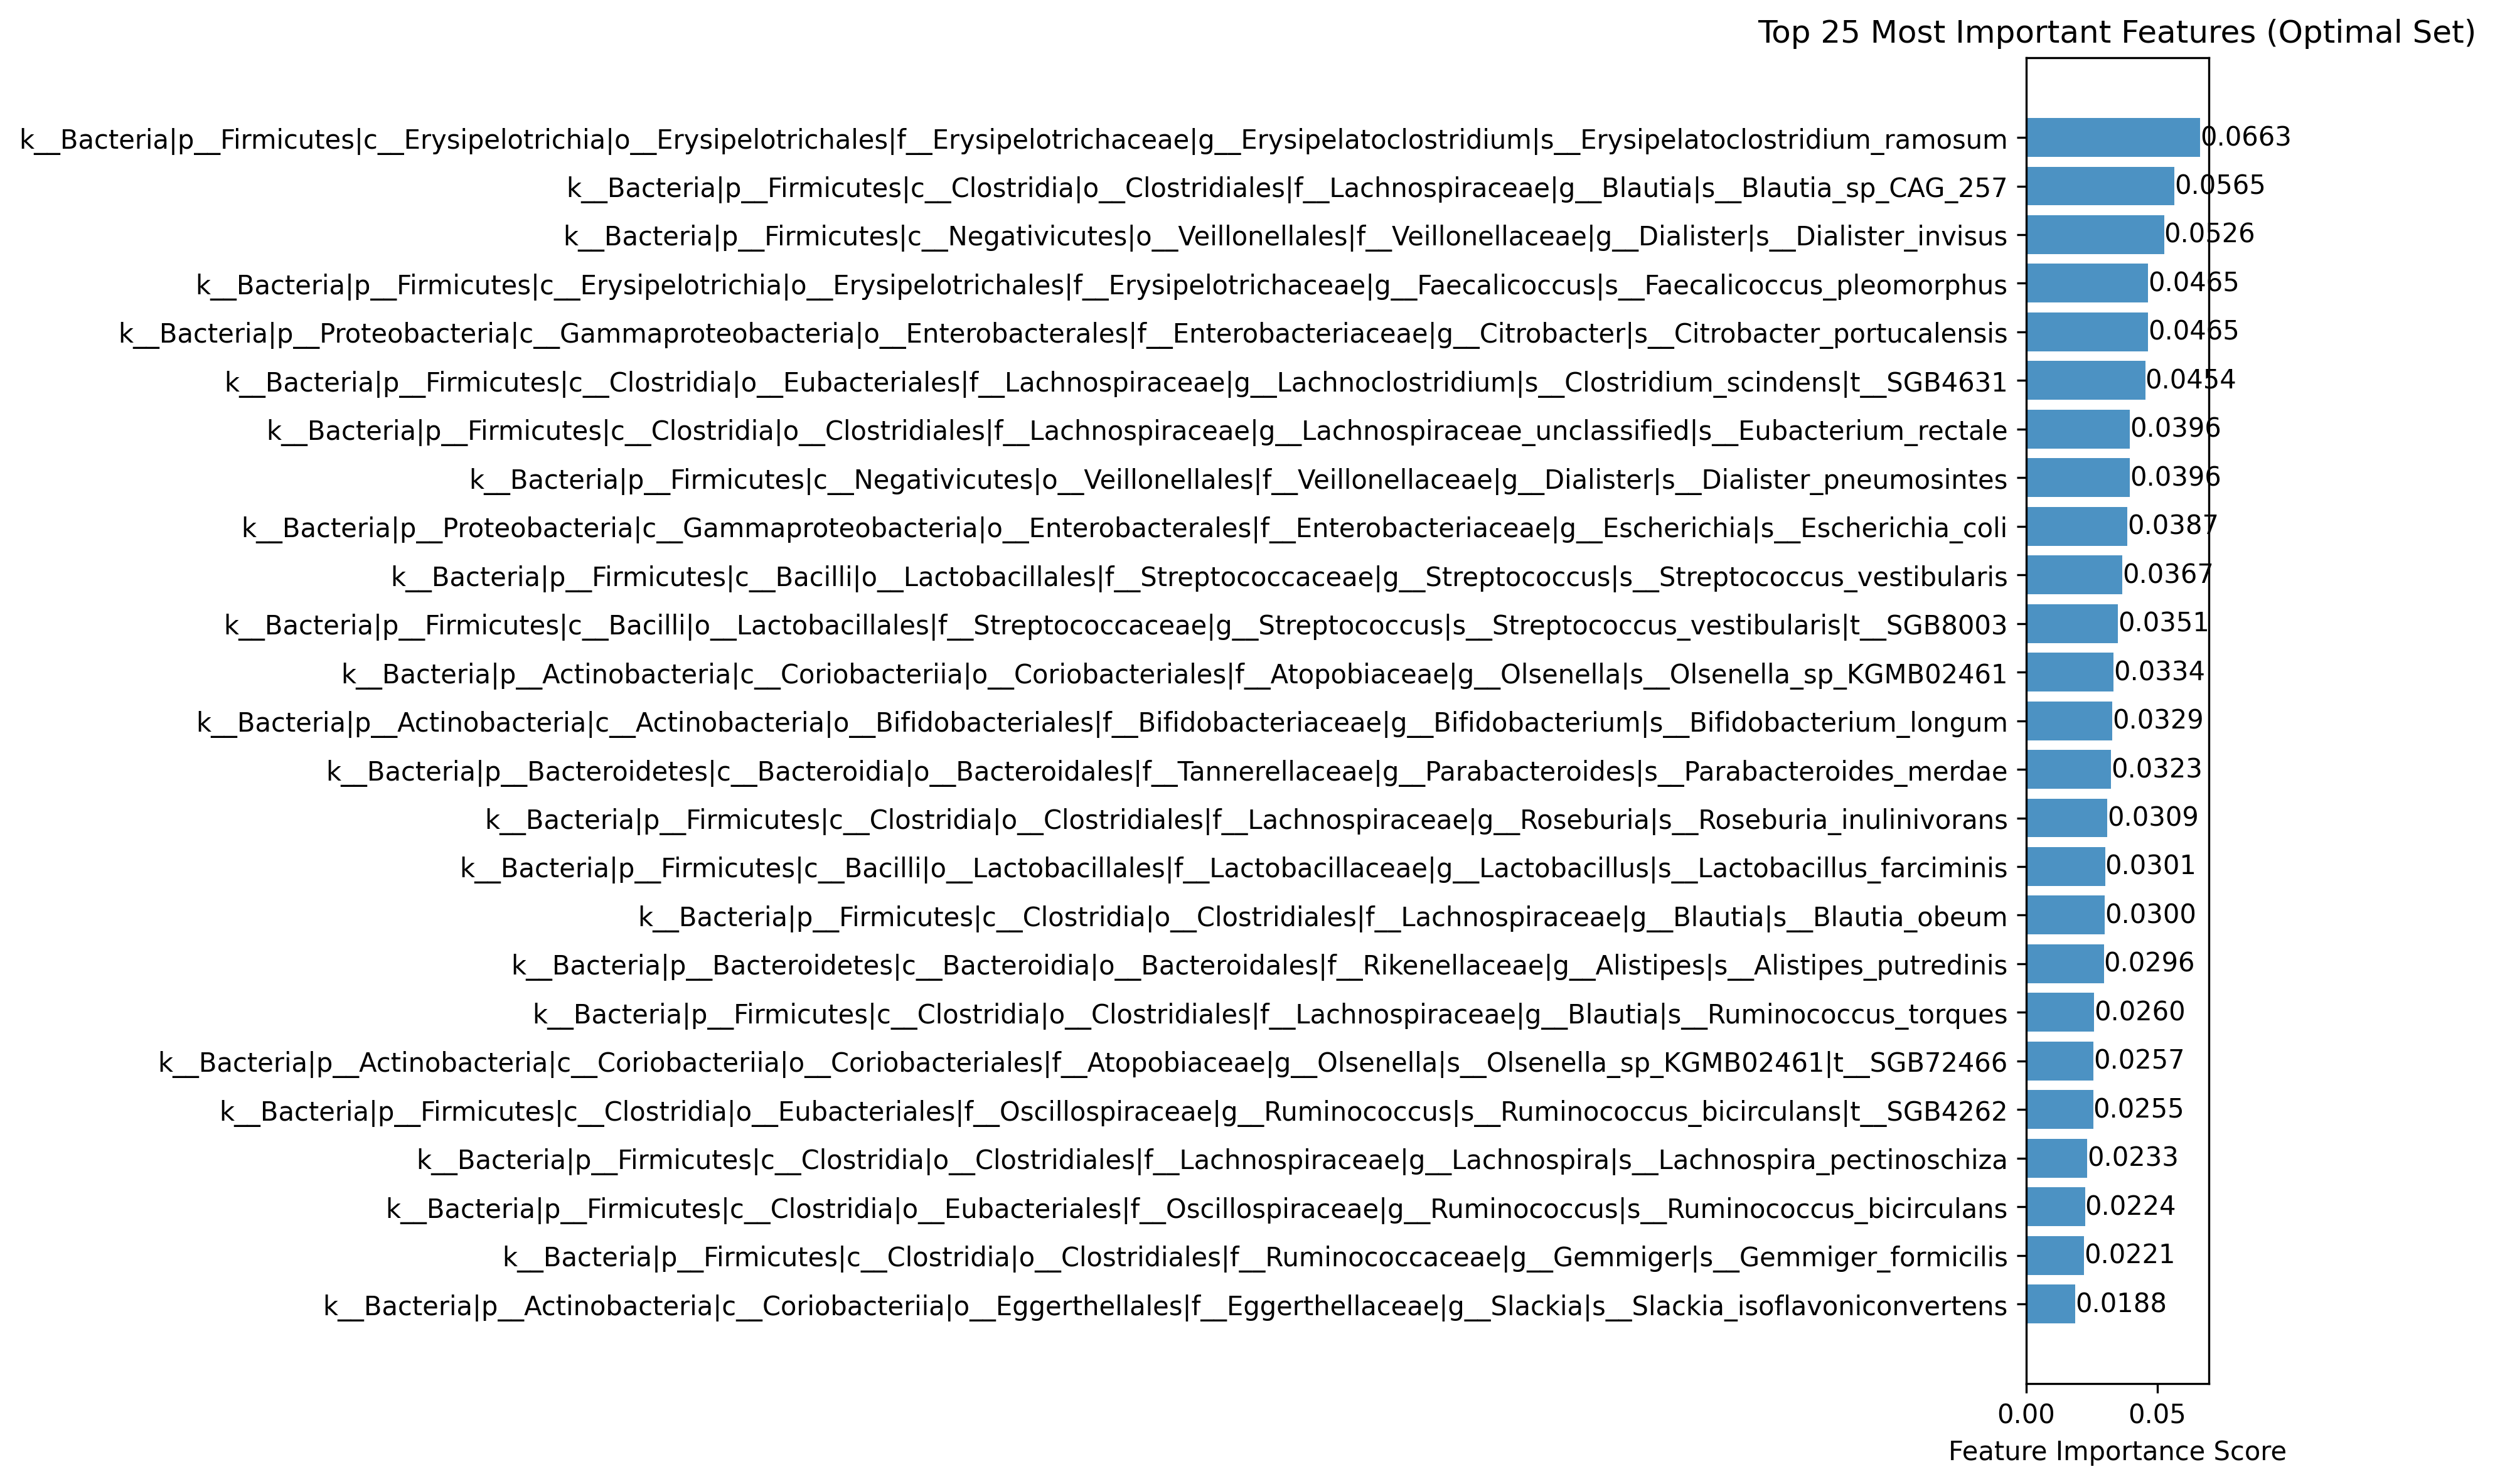 Top 25 Most Important Features (Optimal Set)
k__Bacteria|p__Firmicutes|c__Erysipelotrichia|o__Erysipelotrichales|f__Erysipelotrichaceae|g__Erysipelatoclostridium|s__Erysipelatoclostridium_ramosum 0.0663
k__Bacteria|p__Firmicutes|c__Clostridia|o__Clostridiales|f__Lachnospiraceae|g__Blautia|s__Blautia_sp_CAG_257 0.0565
k__Bacteria|p__Firmicutes|c__Negativicutes|o__Veillonellales|f__Veillonellaceae|g__Dialister|s__Dialister_invisus 0.0526
k__Bacteria|p__Firmicutes|c__Erysipelotrichia|o__Erysipelotrichales|f__Erysipelotrichaceae|g__Faecalicoccus|s__Faecalicoccus_pleomorphus 0.0465
k__Bacteria|p__Proteobacteria|c__Gammaproteobacteria|o__Enterobacterales|f__Enterobacteriaceae|g__Citrobacter|s__Citrobacter_portucalensis 0.0465
k__Bacteria|p__Firmicutes|c__Clostridia|o__Eubacteriales|f__Lachnospiraceae|g__Lachnoclostridium|s__Clostridium_scindens|t__SGB4631 0.0454
k__Bacteria|p__Firmicutes|c__Clostridia|o__Clostridiales|f__Lachnospiraceae|g__Lachnospiraceae_unclassified|s__Eubacterium_rectale 0.0396
k__Bacteria|p__Firmicutes|c__Negativicutes|o__Veillonellales|f__Veillonellaceae|g__Dialister|s__Dialister_pneumosintes 0.0396
k__Bacteria|p__Proteobacteria|c__Gammaproteobacteria|o__Enterobacterales|f__Enterobacteriaceae|g__Escherichia|s__Escherichia_coli 0.0387
k__Bacteria|p__Firmicutes|c__Bacilli|o__Lactobacillales|f__Streptococcaceae|g__Streptococcus|s__Streptococcus_vestibularis 0.0367
k__Bacteria|p__Firmicutes|c__Bacilli|o__Lactobacillales|f__Streptococcaceae|g__Streptococcus|s__Streptococcus_vestibularis|t__SGB8003 0.0351
k__Bacteria|p__Actinobacteria|c__Coriobacteriia|o__Coriobacteriales|f__Atopobiaceae|g__Olsenella|s__Olsenella_sp_KGMB02461 0.0334
k__Bacteria|p__Actinobacteria|c__Actinobacteria|o__Bifidobacteriales|f__Bifidobacteriaceae|g__Bifidobacterium|s__Bifidobacterium_longum 0.0329
k__Bacteria|p__Bacteroidetes|c__Bacteroidia|o__Bacteroidales|f__Tannerellaceae|g__Parabacteroides|s__Parabacteroides_merdae 0.0323
k__Bacteria|p__Firmicutes|c__Clostridia|o__Clostridiales|f__Lachnospiraceae|g__Roseburia|s__Roseburia_inulinivorans 0.0309
k__Bacteria|p__Firmicutes|c__Bacilli|o__Lactobacillales|f__Lactobacillaceae|g__Lactobacillus|s__Lactobacillus_farciminis 0.0301
k__Bacteria|p__Firmicutes|c__Clostridia|o__Clostridiales|f__Lachnospiraceae|g__Blautia|s__Blautia_obeum 0.0300
k__Bacteria|p__Bacteroidetes|c__Bacteroidia|o__Bacteroidales|f__Rikenellaceae|g__Alistipes|s__Alistipes_putredinis 0.0296
k__Bacteria|p__Firmicutes|c__Clostridia|o__Clostridiales|f__Lachnospiraceae|g__Blautia|s__Ruminococcus_torques 0.0260
k__Bacteria|p__Actinobacteria|c__Coriobacteriia|o__Coriobacteriales|f__Atopobiaceae|g__Olsenella|s__Olsenella_sp_KGMB02461|t__SGB72466 0.0257
k__Bacteria|p__Firmicutes|c__Clostridia|o__Eubacteriales|f__Oscillospiraceae|g__Ruminococcus|s__Ruminococcus_bicirculans|t__SGB4262 0.0255
k__Bacteria|p__Firmicutes|c__Clostridia|o__Clostridiales|f__Lachnospiraceae|g__Lachnospira|s__Lachnospira_pectinoschiza 0.0233
k__Bacteria|p__Firmicutes|c__Clostridia|o__Eubacteriales|f__Oscillospiraceae|g__Ruminococcus|s__Ruminococcus_bicirculans 0.0224
k__Bacteria|p__Firmicutes|c__Clostridia|o__Clostridiales|f__Ruminococcaceae|g__Gemmiger|s__Gemmiger_formicilis 0.0221
k__Bacteria|p__Actinobacteria|c__Coriobacteriia|o__Eggerthellales|f__Eggerthellaceae|g__Slackia|s__Slackia_isoflavoniconvertens 0.0188
0.00 0.05
Feature Importance Score